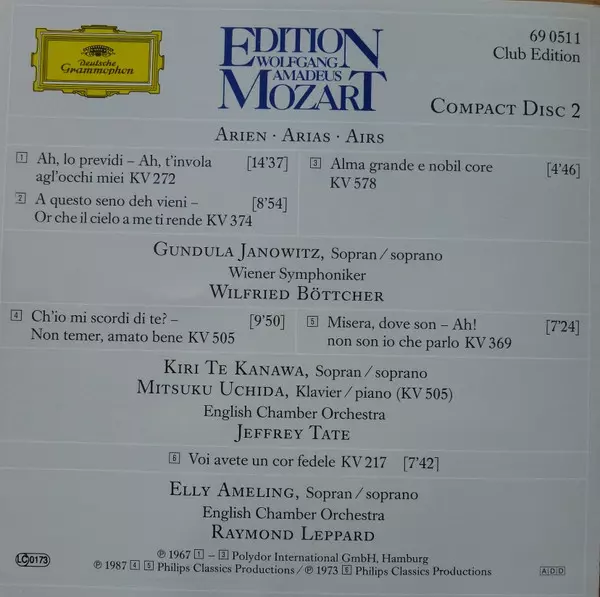 Deutsche
Grammophon
EDITION
WOLFGANG
AMADEUS
MOZART
69 0511
Club Edition
COMPACT DISC 2
ARIEN · ARIAS · AIRS
1 Ah, lo previdi – Ah, t'invola [14'37]
agl'occhi miei KV 272
2 A questo seno deh vieni – [8'54]
Or che il cielo a me ti rende KV 374
3 Alma grande e nobil core [4'46]
KV 578
GUNDULA JANOWITZ, Sopran / soprano
Wiener Symphoniker
WILFRIED BÖTTCHER
4 Ch'io mi scordi di te? – [9'50]
Non temer, amato bene KV 505
5 Misera, dove son – Ah! [7'24]
non son io che parlo KV 369
KIRI TE KANAWA, Sopran / soprano
MITSUKU UCHIDA, Klavier / piano (KV 505)
English Chamber Orchestra
JEFFREY TATE
6 Voi avete un cor fedele KV 217 [7'42]
ELLY AMELING, Sopran / soprano
English Chamber Orchestra
RAYMOND LEPPARD
℗ 1967 1 – 3 Polydor International GmbH, Hamburg
℗ 1987 4 5 Philips Classics Productions / ℗ 1973 6 Philips Classics Productions
LC 0173
ADD